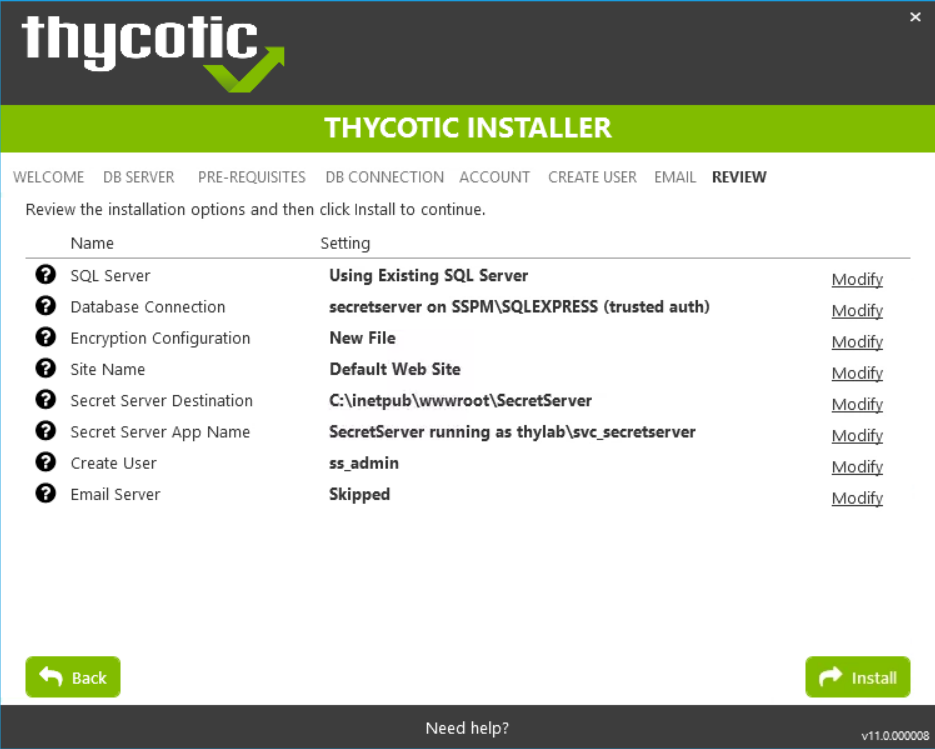 thycotic
THYCOTIC INSTALLER
WELCOME DB SERVER PRE-REQUISITES DB CONNECTION ACCOUNT CREATE USER EMAIL REVIEW
Review the installation options and then click Install to continue.
Name Setting
? SQL Server Using Existing SQL Server Modify
? Database Connection secretserver on SSPM\SQLEXPRESS (trusted auth) Modify
? Encryption Configuration New File Modify
? Site Name Default Web Site Modify
? Secret Server Destination C:\inetpub\wwwroot\SecretServer Modify
? Secret Server App Name SecretServer running as thylab\svc_secretserver Modify
? Create User ss_admin Modify
? Email Server Skipped Modify
Back Install
Need help?
v11.0.000008